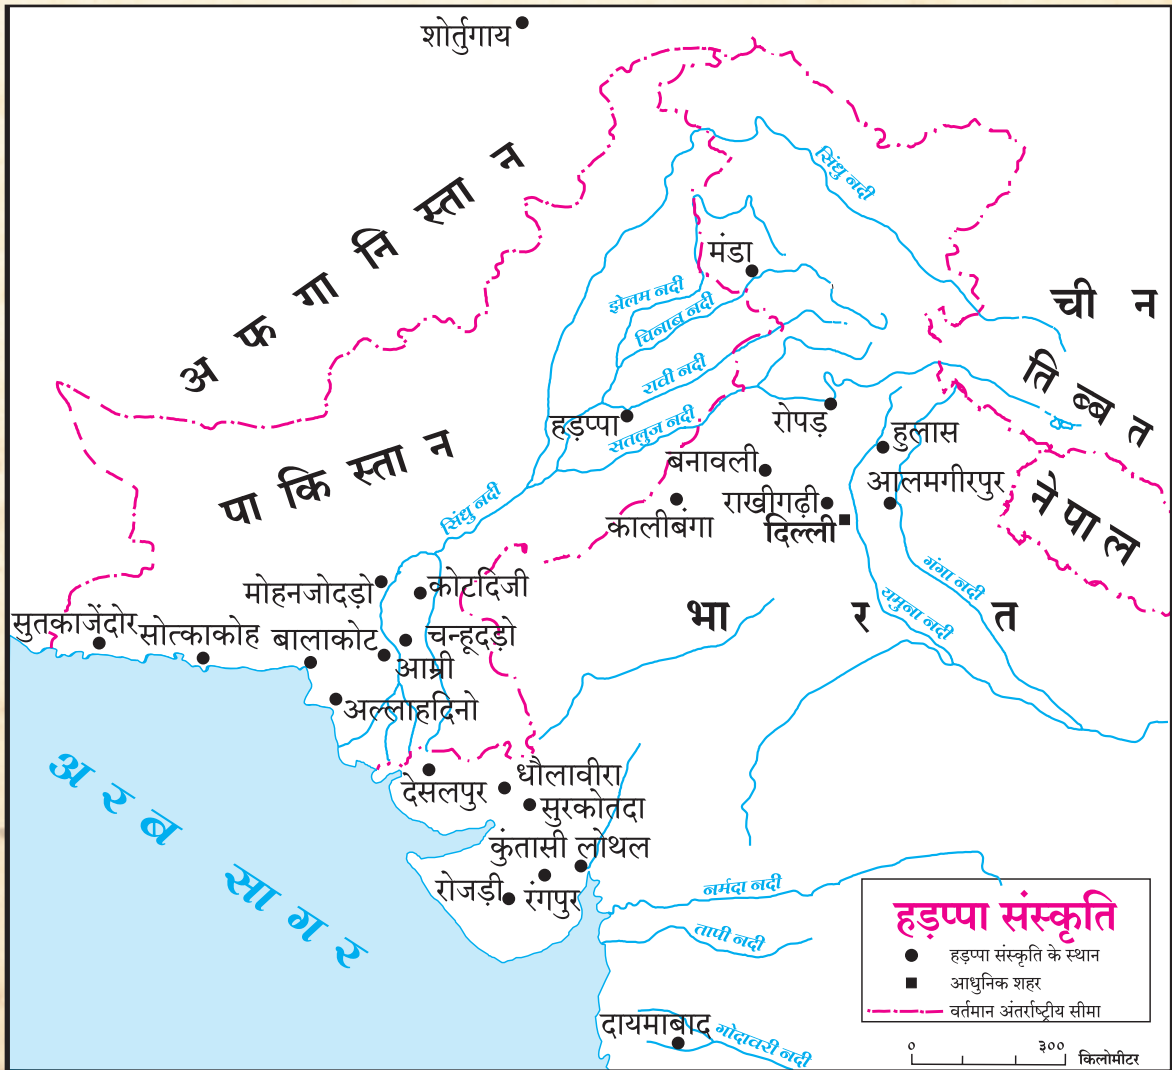 शोर्तुगाय
अफगानिस्तान
सिंधु नदी
मंडा
झेलम नदी
चिनाब नदी
चीन
तिब्बत
रावी नदी
हड़प्पा
सतलुज नदी
रोपड़
हुलास
पाकिस्तान
बनावली
आलमगीरपुर
राखीगढ़ी
कालीबंगा
दिल्ली
नेपाल
सिंधु नदी
गंगा नदी
यमुना नदी
मोहनजोदड़ो
कोटदिजी
भारत
सुतकाजेंदोर
सोत्काकोह
बालाकोट
चन्हूदड़ो
आम्री
अल्लाहदिनो
अरब सागर
देसलपुर
धौलावीरा
सुरकोतदा
कुंतासी
लोथल
रोजड़ी
रंगपुर
नर्मदा नदी
तापी नदी
दायमाबाद
गोदावरी नदी
हड़प्पा संस्कृति
हड़प्पा संस्कृति के स्थान
आधुनिक शहर
वर्तमान अंतर्राष्ट्रीय सीमा
० ३०० किलोमीटर